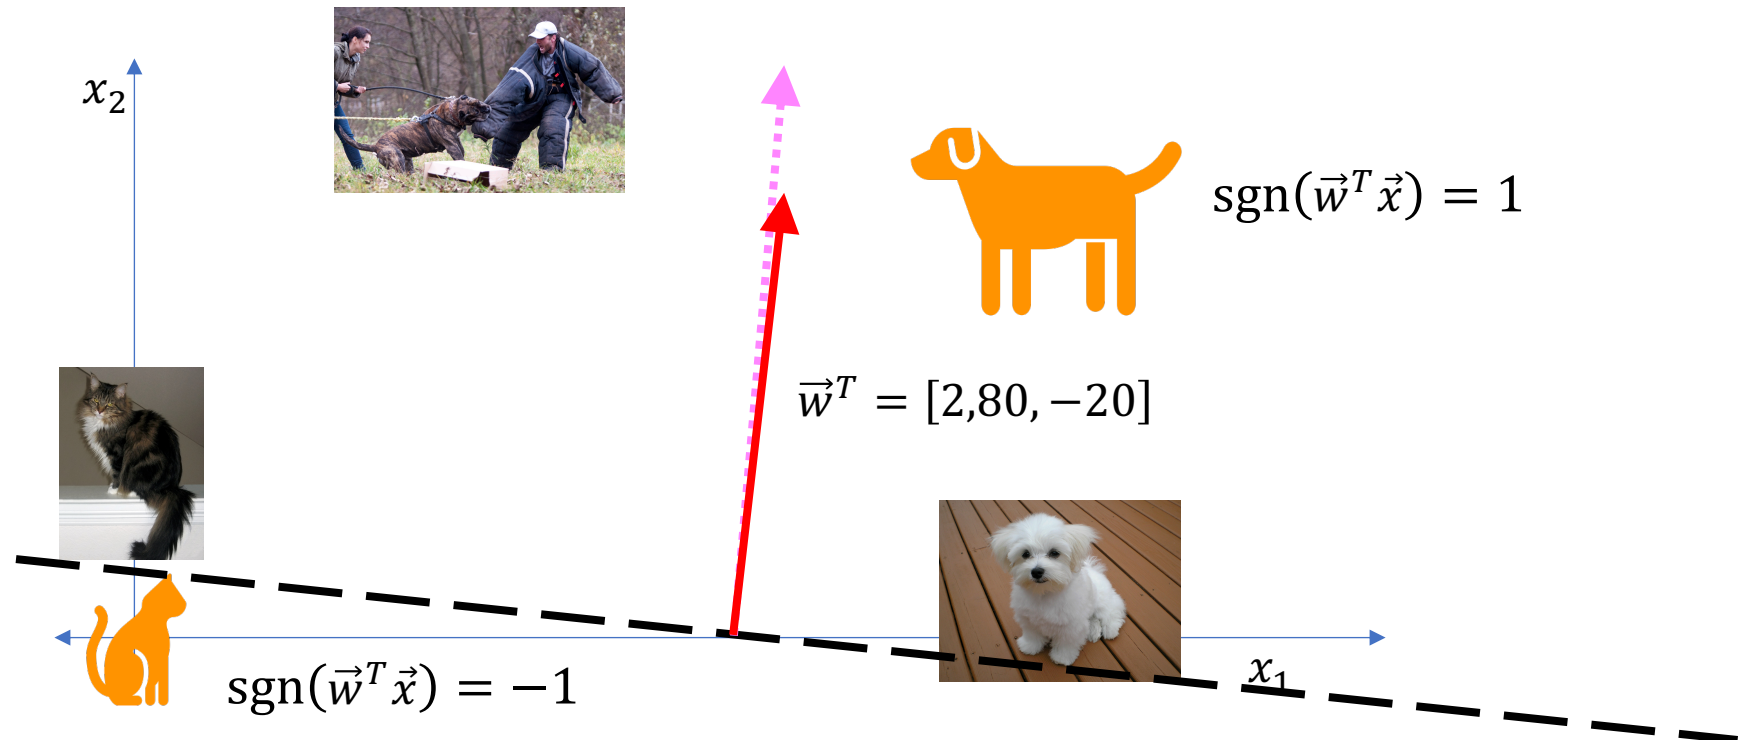 x₂
sgn(w⃗ᵀx⃗) = 1
w⃗ᵀ = [2,80, −20]
x₁
sgn(w⃗ᵀx⃗) = −1